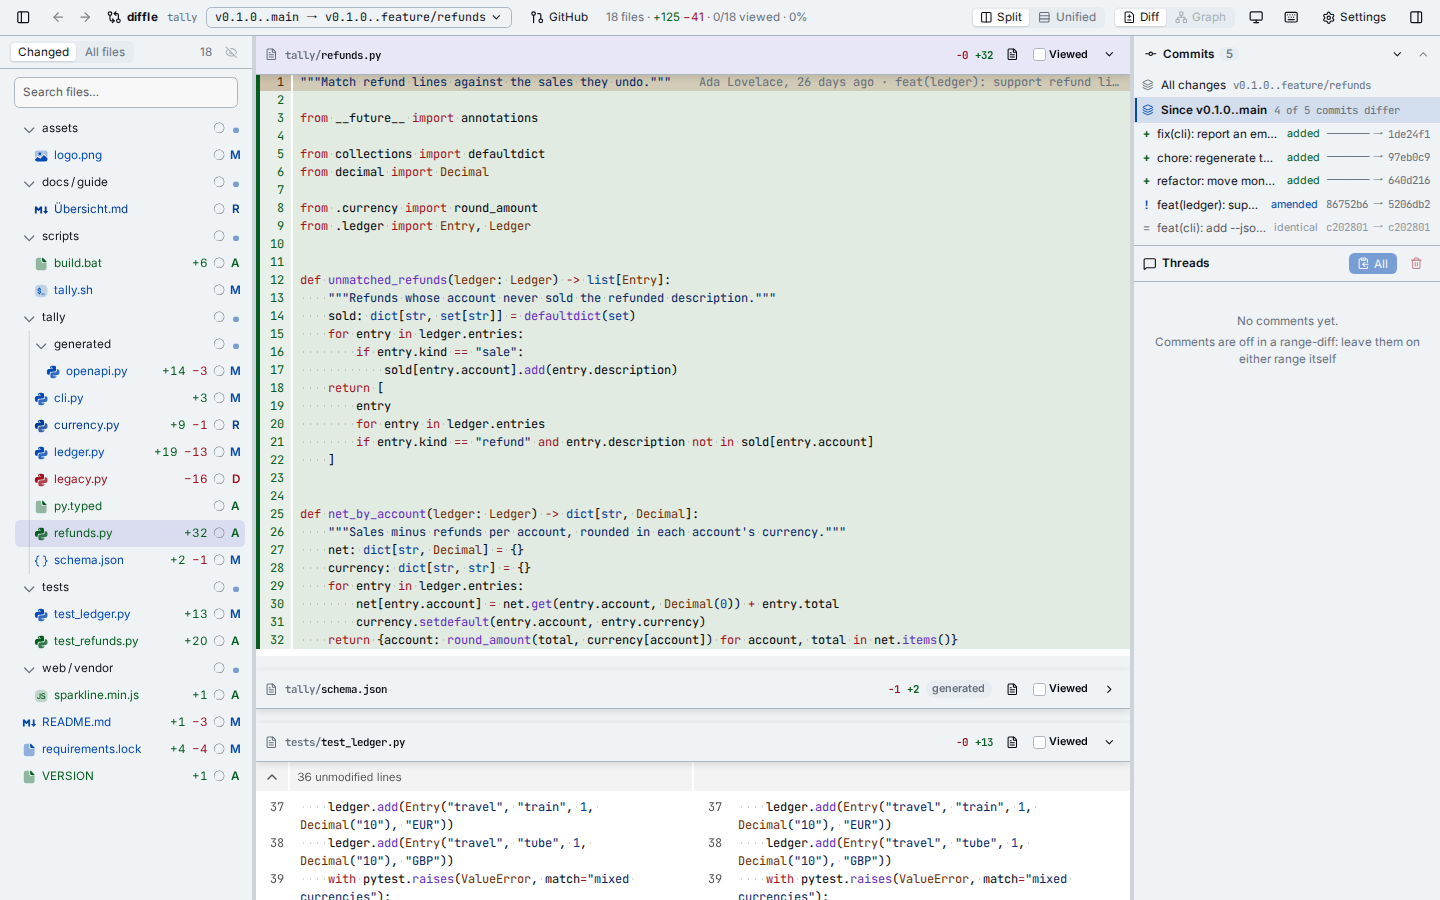 diffle tally v0.1.0..main → v0.1.0..feature/refunds GitHub 18 files · +125 −41 · 0/18 viewed · 0% Split Unified Diff Graph Settings
Changed All files 18
Search files...
assets
logo.png M
docs/guide
Übersicht.md R
scripts
build.bat +6 A
tally.sh M
tally
generated
openapi.py +14 −3 M
cli.py +3 M
currency.py +9 −1 R
ledger.py +19 −13 M
legacy.py −16 D
py.typed A
refunds.py +32 A
schema.json +2 −1 M
tests
test_ledger.py +13 M
test_refunds.py +20 A
web/vendor
sparkline.min.js +1 A
README.md +1 −3 M
requirements.lock +4 −4 M
VERSION +1 A
tally/refunds.py -0 +32 Viewed
1 """Match refund lines against the sales they undo.""" Ada Lovelace, 26 days ago · feat(ledger): support refund li…
2
3 from __future__ import annotations
4
5 from collections import defaultdict
6 from decimal import Decimal
7
8 from .currency import round_amount
9 from .ledger import Entry, Ledger
10
11
12 def unmatched_refunds(ledger: Ledger) -> list[Entry]:
13 """Refunds whose account never sold the refunded description."""
14 sold: dict[str, set[str]] = defaultdict(set)
15 for entry in ledger.entries:
16 if entry.kind == "sale":
17 sold[entry.account].add(entry.description)
18 return [
19 entry
20 for entry in ledger.entries
21 if entry.kind == "refund" and entry.description not in sold[entry.account]
22 ]
23
24
25 def net_by_account(ledger: Ledger) -> dict[str, Decimal]:
26 """Sales minus refunds per account, rounded in each account's currency."""
27 net: dict[str, Decimal] = {}
28 currency: dict[str, str] = {}
29 for entry in ledger.entries:
30 net[entry.account] = net.get(entry.account, Decimal(0)) + entry.total
31 currency.setdefault(entry.account, entry.currency)
32 return {account: round_amount(total, currency[account]) for account, total in net.items()}
tally/schema.json -1 +2 generated Viewed
tests/test_ledger.py -0 +13 Viewed
36 unmodified lines
37 ledger.add(Entry("travel", "train", 1,
Decimal("10"), "EUR"))
38 ledger.add(Entry("travel", "tube", 1,
Decimal("10"), "GBP"))
39 with pytest.raises(ValueError, match="mixed
currencies"):
37 ledger.add(Entry("travel", "train", 1,
Decimal("10"), "EUR"))
38 ledger.add(Entry("travel", "tube", 1,
Decimal("10"), "GBP"))
39 with pytest.raises(ValueError, match="mixed
currencies"):
Commits 5
All changes v0.1.0..feature/refunds
Since v0.1.0..main 4 of 5 commits differ
+ fix(cli): report an em... added → 1de24f1
+ chore: regenerate t... added → 97eb0c9
+ refactor: move mon... added → 640d216
! feat(ledger): sup... amended 86752b6 → 5206db2
= feat(cli): add --jso... identical c202801 → c202801
Threads All
No comments yet.
Comments are off in a range-diff: leave them on
either range itself